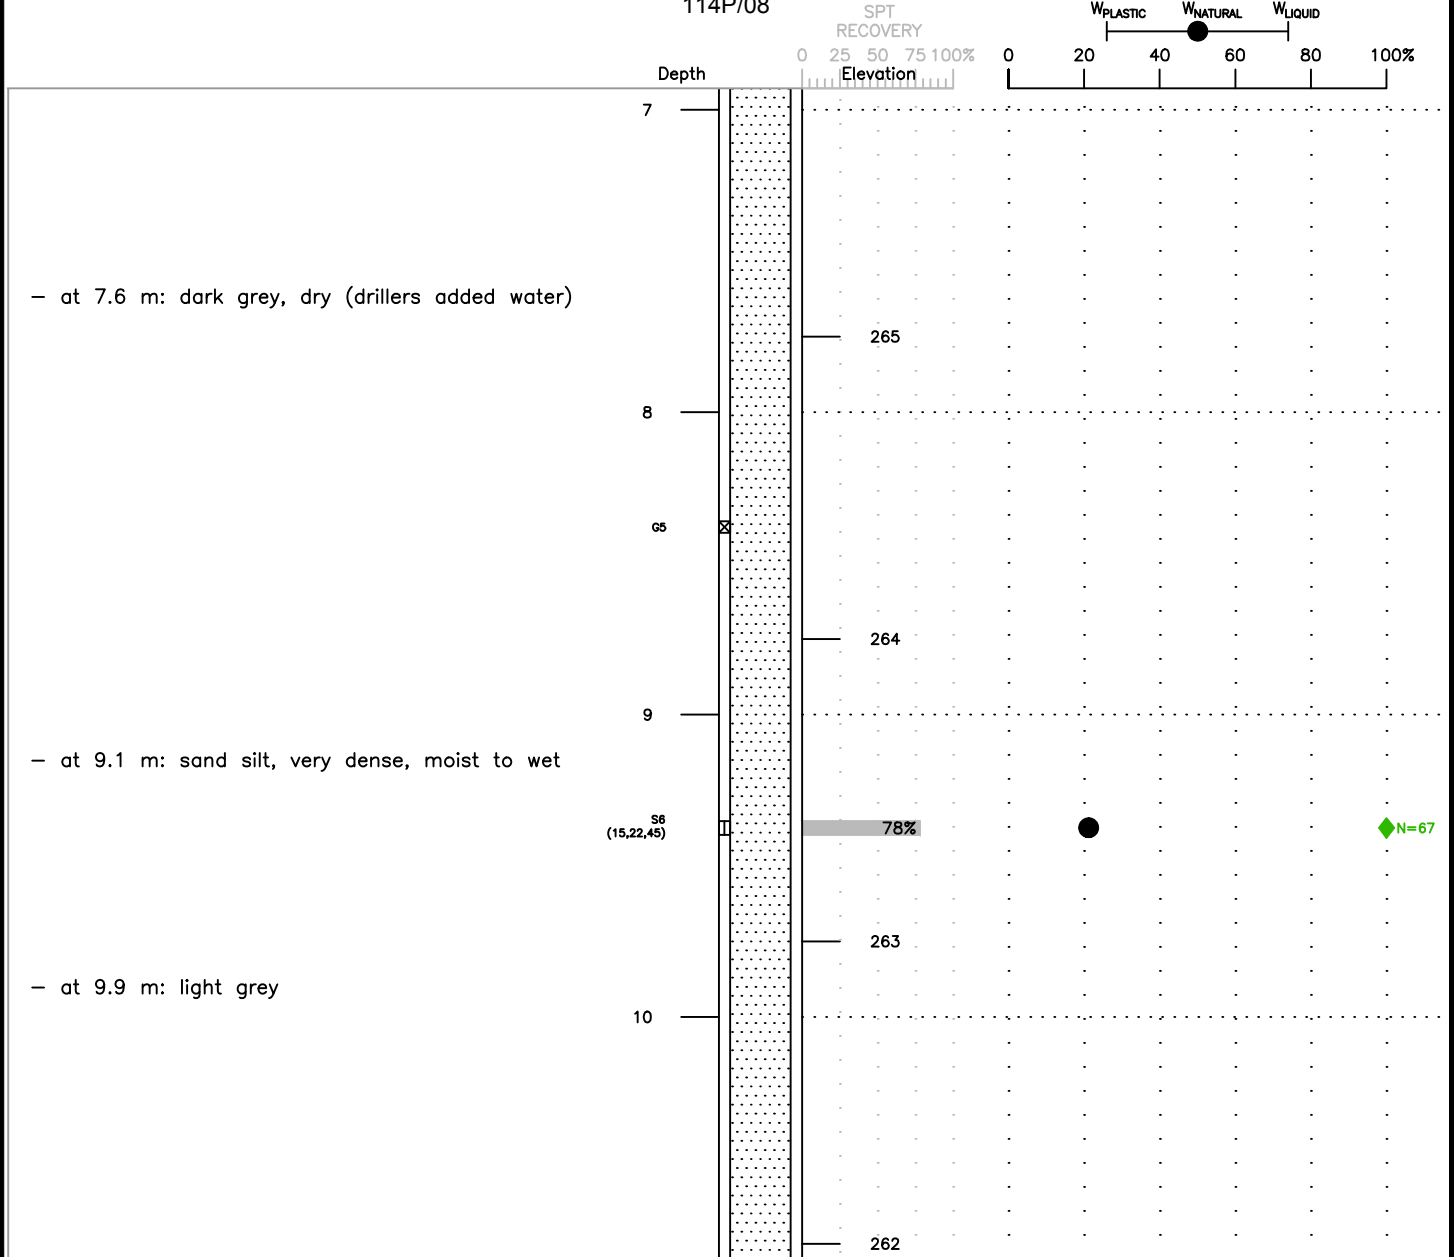 114P/08
SPT
RECOVERY
WPLASTIC WNATURAL WLIQUID
0 25 50 75 100%
0 20 40 60 80 100%
Depth
Elevation
7
– at 7.6 m: dark grey, dry (drillers added water)
265
8
G5
264
9
– at 9.1 m: sand silt, very dense, moist to wet
S6
(15,22,45)
78%
N=67
263
– at 9.9 m: light grey
10
262